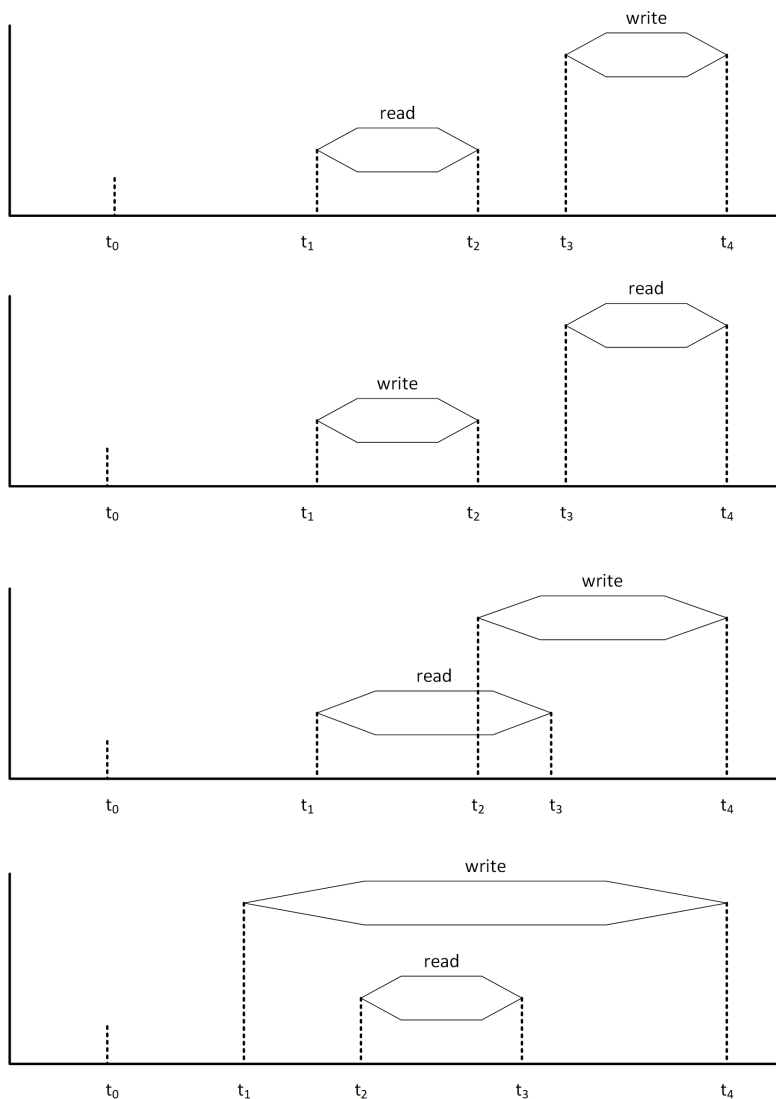 write
read
t₀ t₁ t₂ t₃ t₄
read
write
t₀ t₁ t₂ t₃ t₄
write
read
t₀ t₁ t₂ t₃ t₄
write
read
t₀ t₁ t₂ t₃ t₄